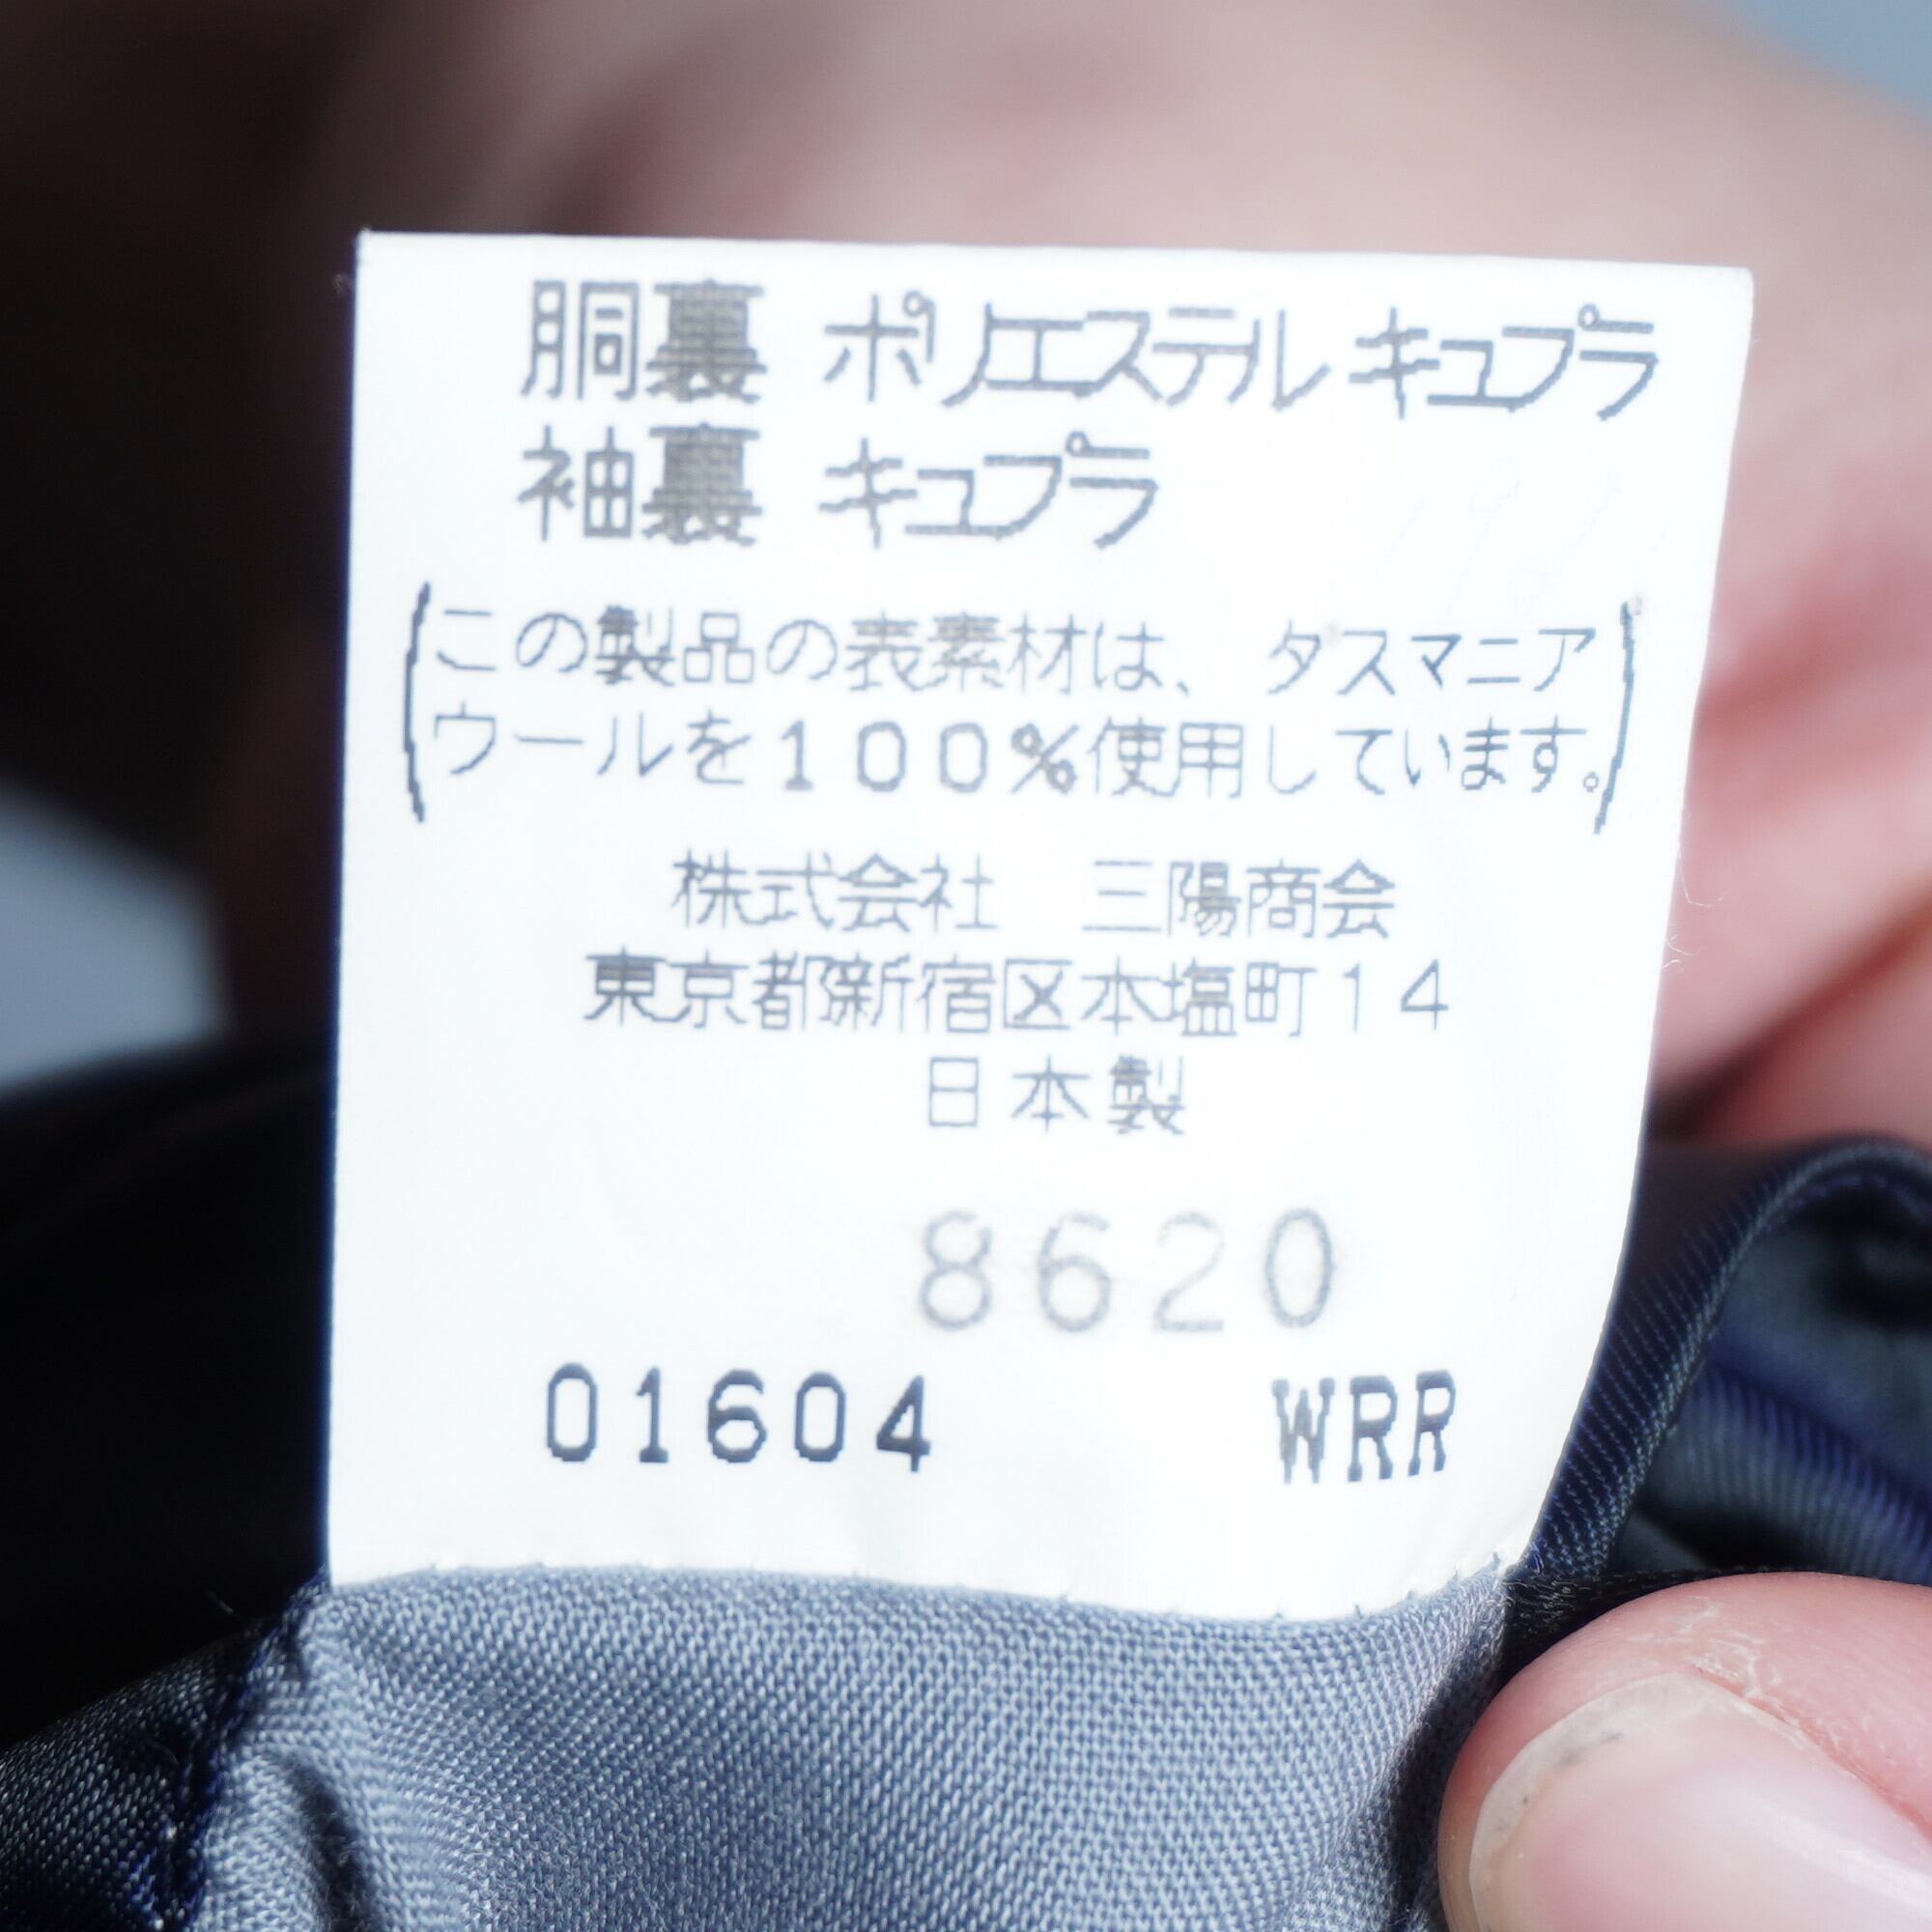 胴裏 ポリエステル キュプラ
袖裏 キュプラ
(この製品の表素材は、タスマニア
ウールを100%使用しています。)
株式会社 三陽商会
東京都新宿区本塩町14
日本製
8620
01604 WRR